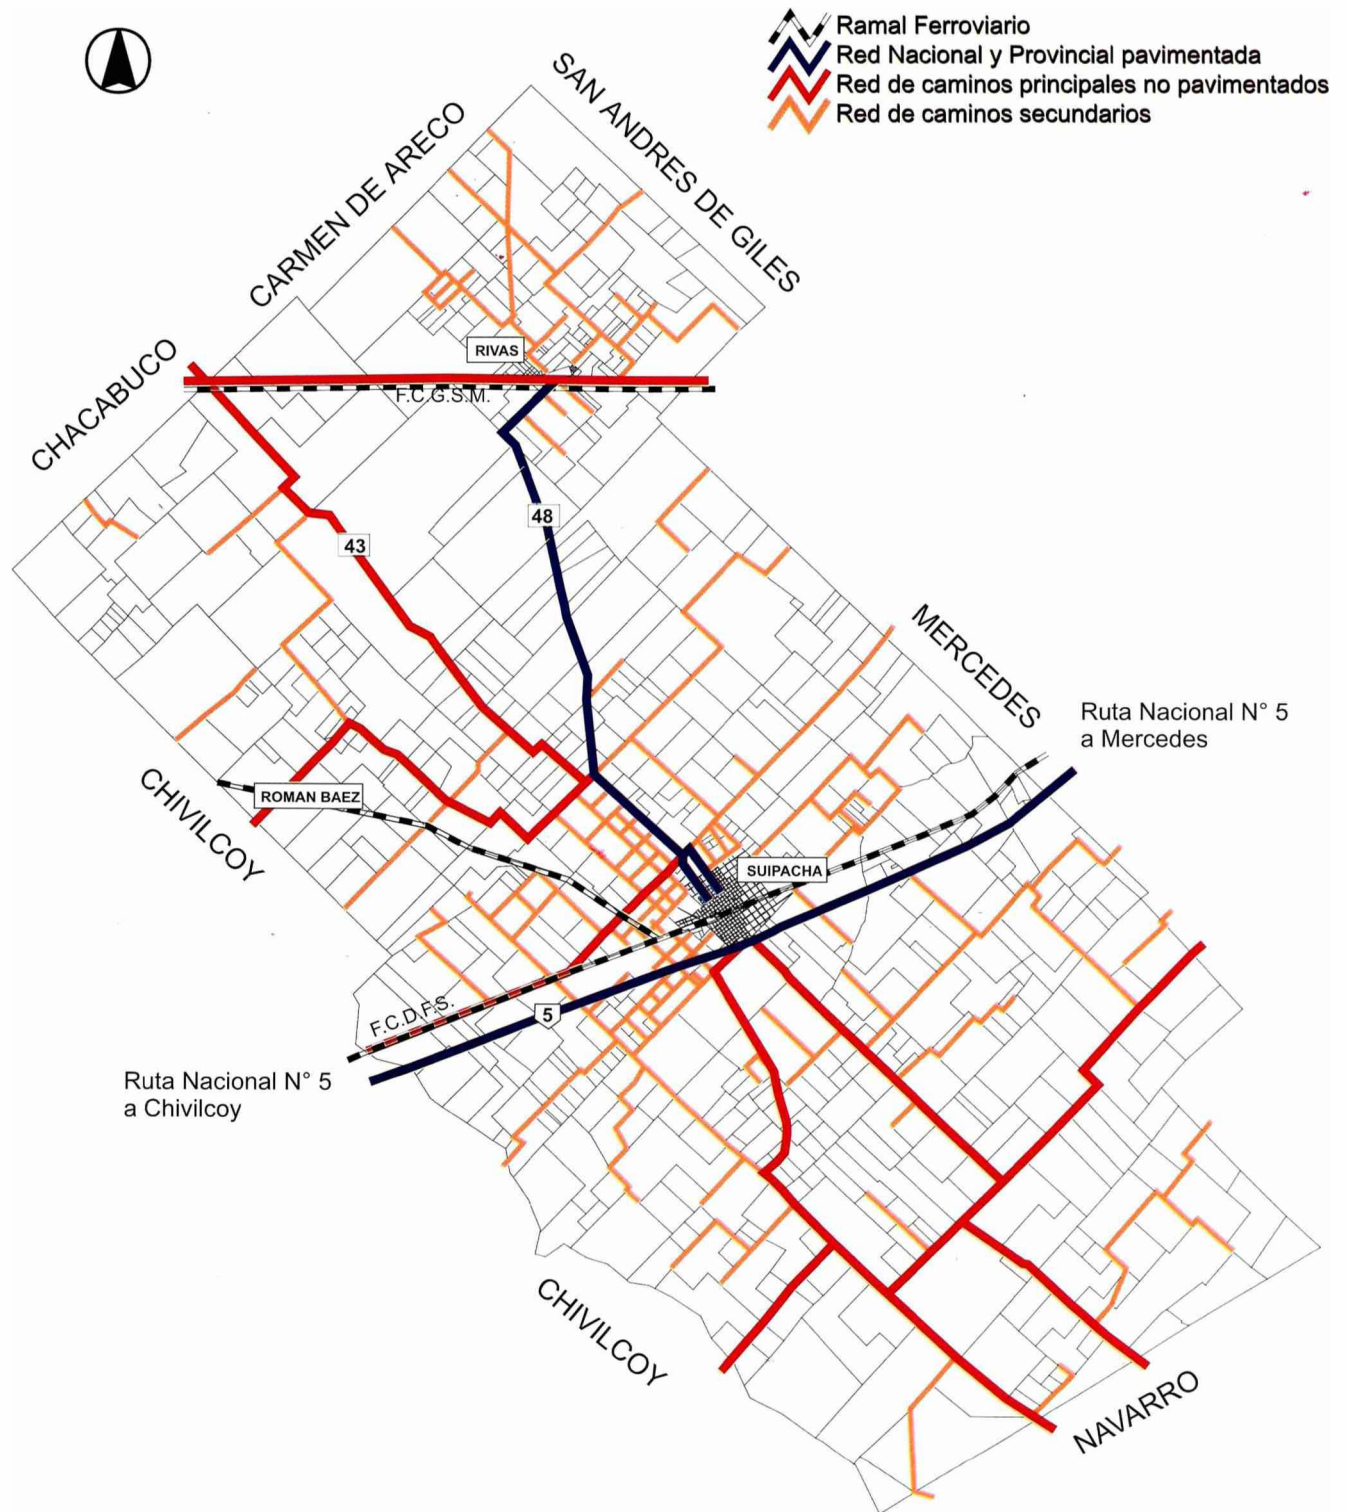 Ramal Ferroviario
Red Nacional y Provincial pavimentada
Red de caminos principales no pavimentados
Red de caminos secundarios
SAN ANDRES DE GILES
CARMEN DE ARECO
CHACABUCO
RIVAS
F.C.G.S.M.
48
43
MERCEDES
Ruta Nacional N° 5
a Mercedes
CHIVILCOY
ROMAN BAEZ
SUIPACHA
F.C.D.F.S.
5
Ruta Nacional N° 5
a Chivilcoy
CHIVILCOY
NAVARRO